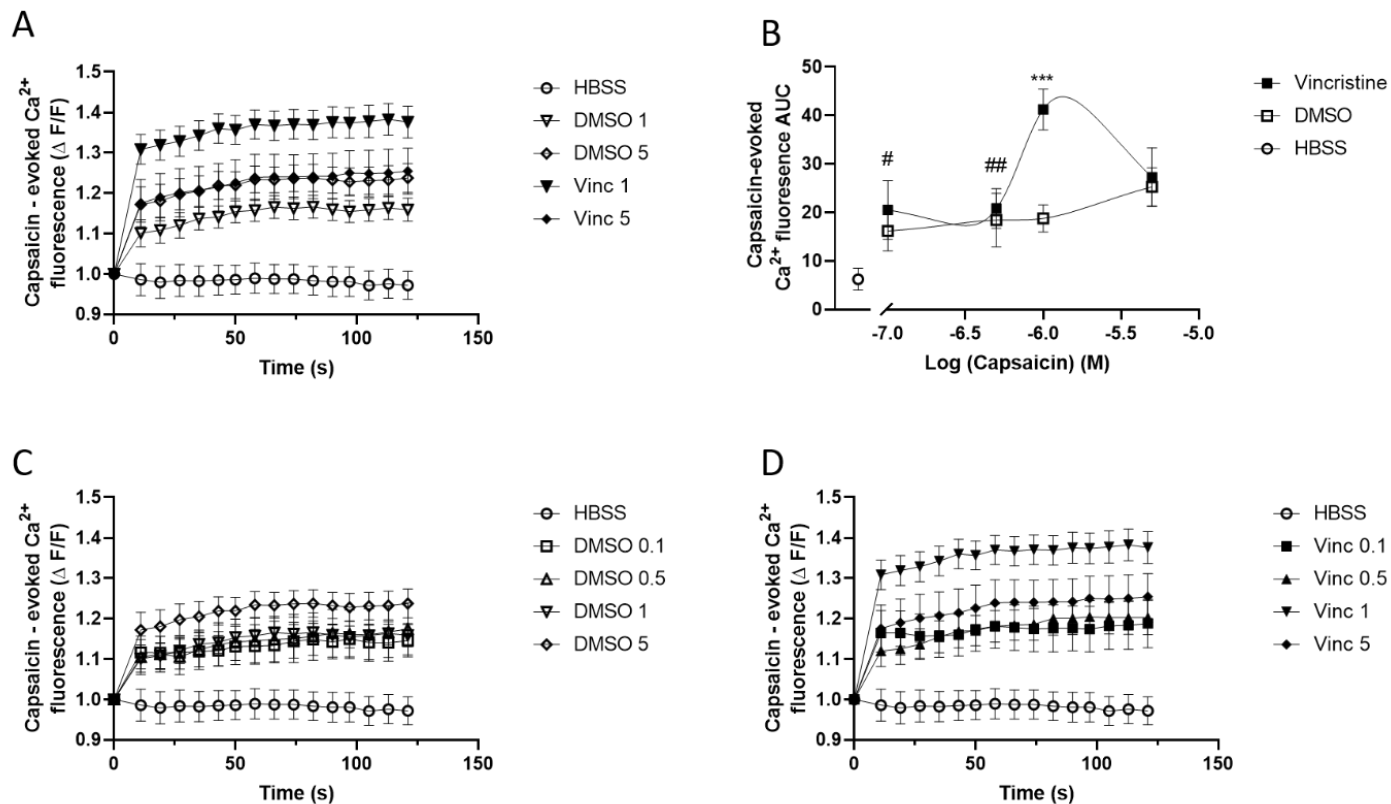 A
Capsaicin - evoked Ca2+
fluorescence (Δ F/F)
1.5
1.4
1.3
1.2
1.1
1.0
0.9
0
50
100
150
Time (s)
HBSS
DMSO 1
DMSO 5
Vinc 1
Vinc 5
B
Capsaicin-evoked
Ca2+ fluoresence AUC
50
40
30
20
10
0
#
##
***
-7.0
-6.5
-6.0
-5.5
-5.0
Log (Capsaicin) (M)
Vincristine
DMSO
HBSS
C
Capsaicin - evoked Ca2+
fluorescence (Δ F/F)
1.5
1.4
1.3
1.2
1.1
1.0
0.9
0
50
100
150
Time (s)
HBSS
DMSO 0.1
DMSO 0.5
DMSO 1
DMSO 5
D
Capsaicin - evoked Ca2+
fluorescence (Δ F/F)
1.5
1.4
1.3
1.2
1.1
1.0
0.9
0
50
100
150
Time (s)
HBSS
Vinc 0.1
Vinc 0.5
Vinc 1
Vinc 5